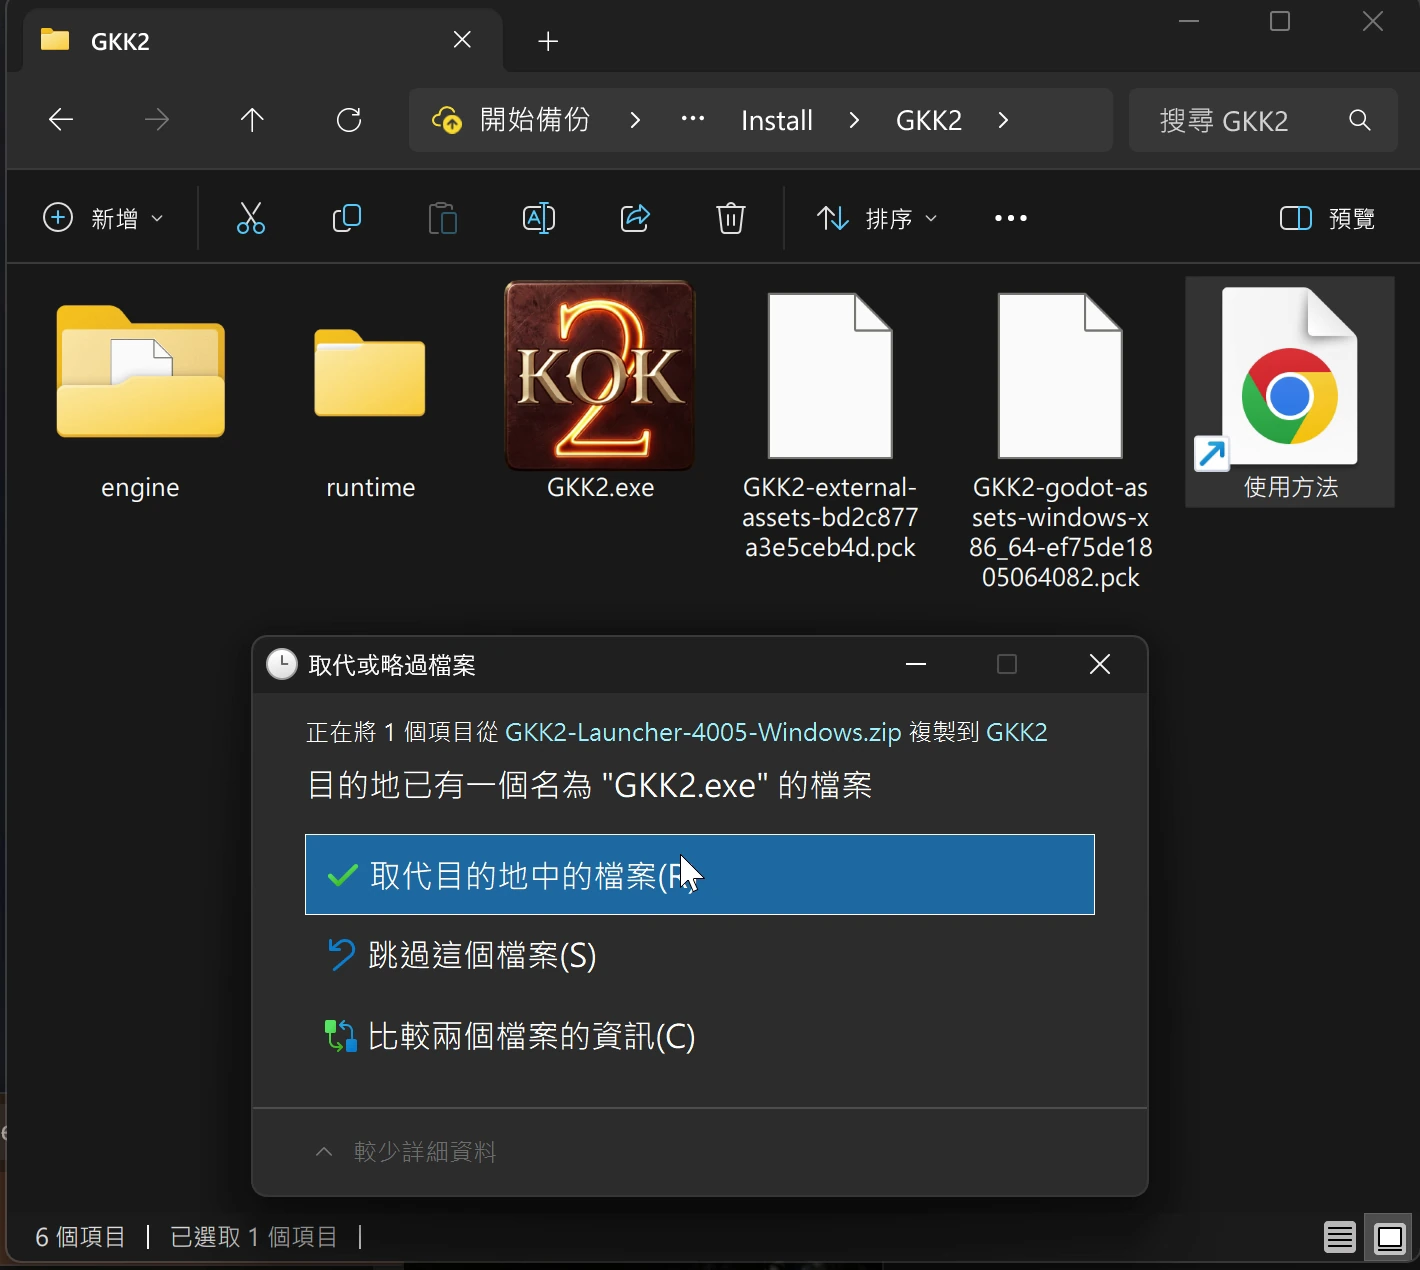 GKK2
開始備份
Install
GKK2
搜尋 GKK2
新增
排序
預覽
2
KOK
engine
runtime
GKK2.exe
GKK2-external-
assets-bd2c877
a3e5ceb4d.pck
GKK2-godot-as
sets-windows-x
86_64-ef75de18
05064082.pck
使用方法
取代或略過檔案
正在將 1 個項目從 GKK2-Launcher-4005-Windows.zip 複製到 GKK2
目的地已有一個名為 "GKK2.exe" 的檔案
取代目的地中的檔案(R)
跳過這個檔案(S)
比較兩個檔案的資訊(C)
較少詳細資料
6 個項目
已選取 1 個項目